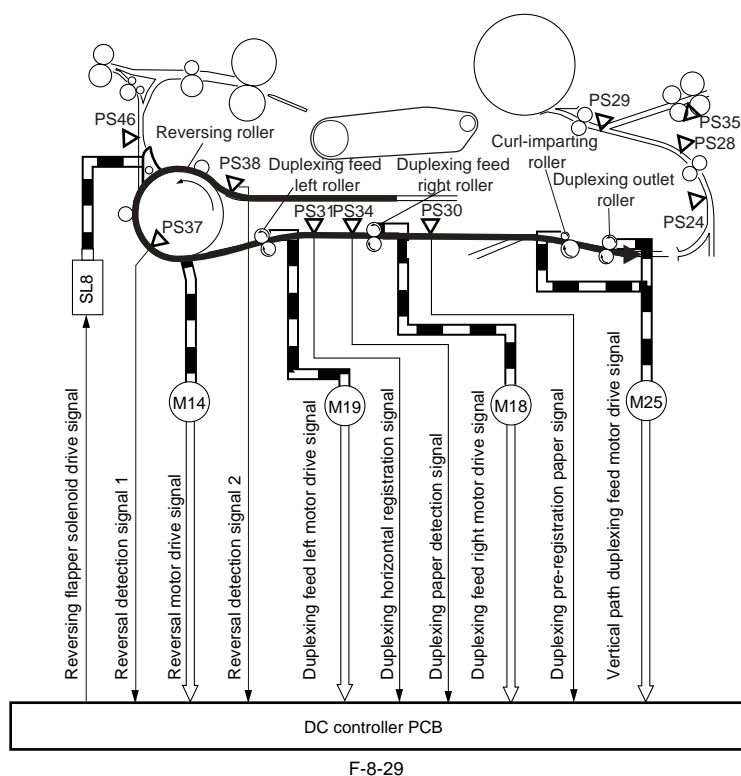 PS46
Reversing roller
PS38
Duplexing feed
left roller
Duplexing feed
right roller
Curl-imparting
roller
Duplexing outlet
roller
PS29
PS35
PS28
PS24
PS37
PS31
PS34
PS30
SL8
M14
M19
M18
M25
Reversing flapper solenoid drive signal
Reversal detection signal 1
Reversal motor drive signal
Reversal detection signal 2
Duplexing feed left motor drive signal
Duplexing horizontal registration signal
Duplexing paper detection signal
Duplexing feed right motor drive signal
Duplexing pre-registration paper signal
Vertical path duplexing feed motor drive signal
DC controller PCB
F-8-29